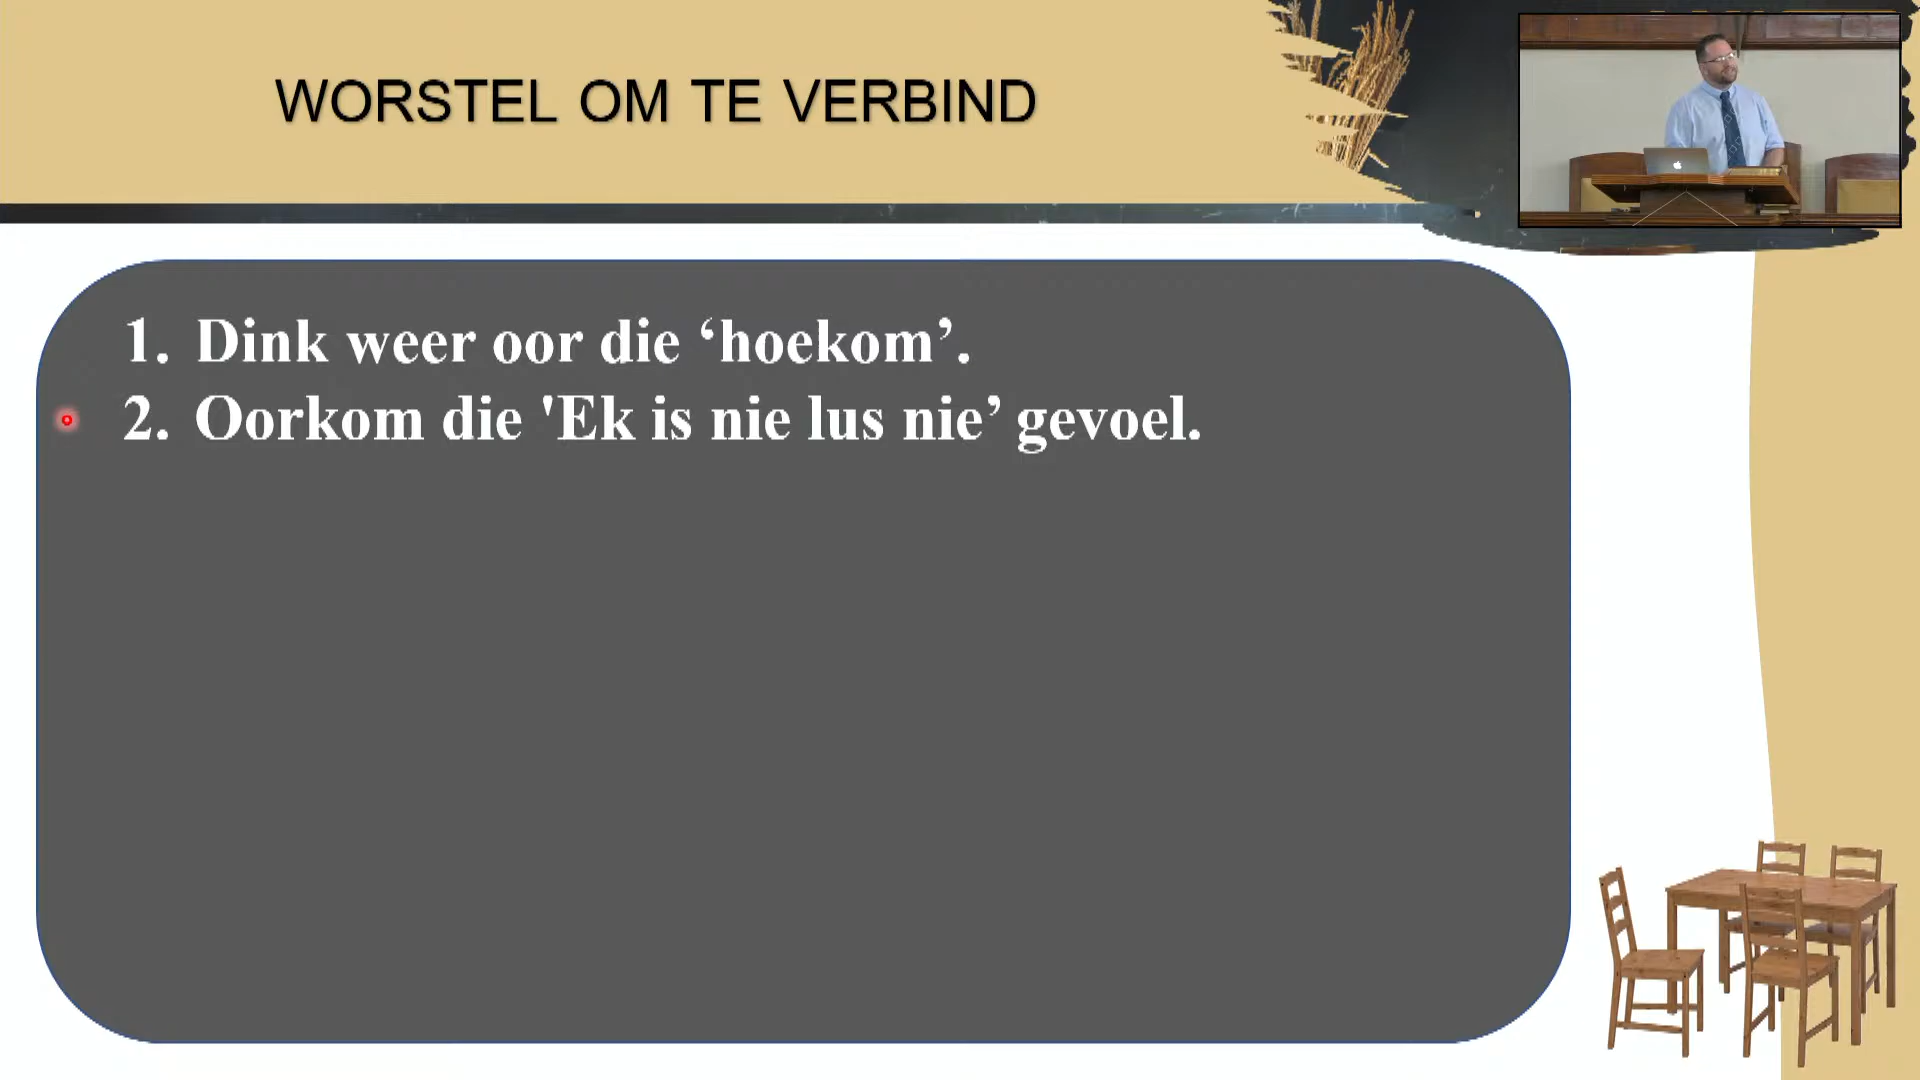 WORSTEL OM TE VERBIND
1. Dink weer oor die ‘hoekom’.
2. Oorkom die 'Ek is nie lus nie’ gevoel.